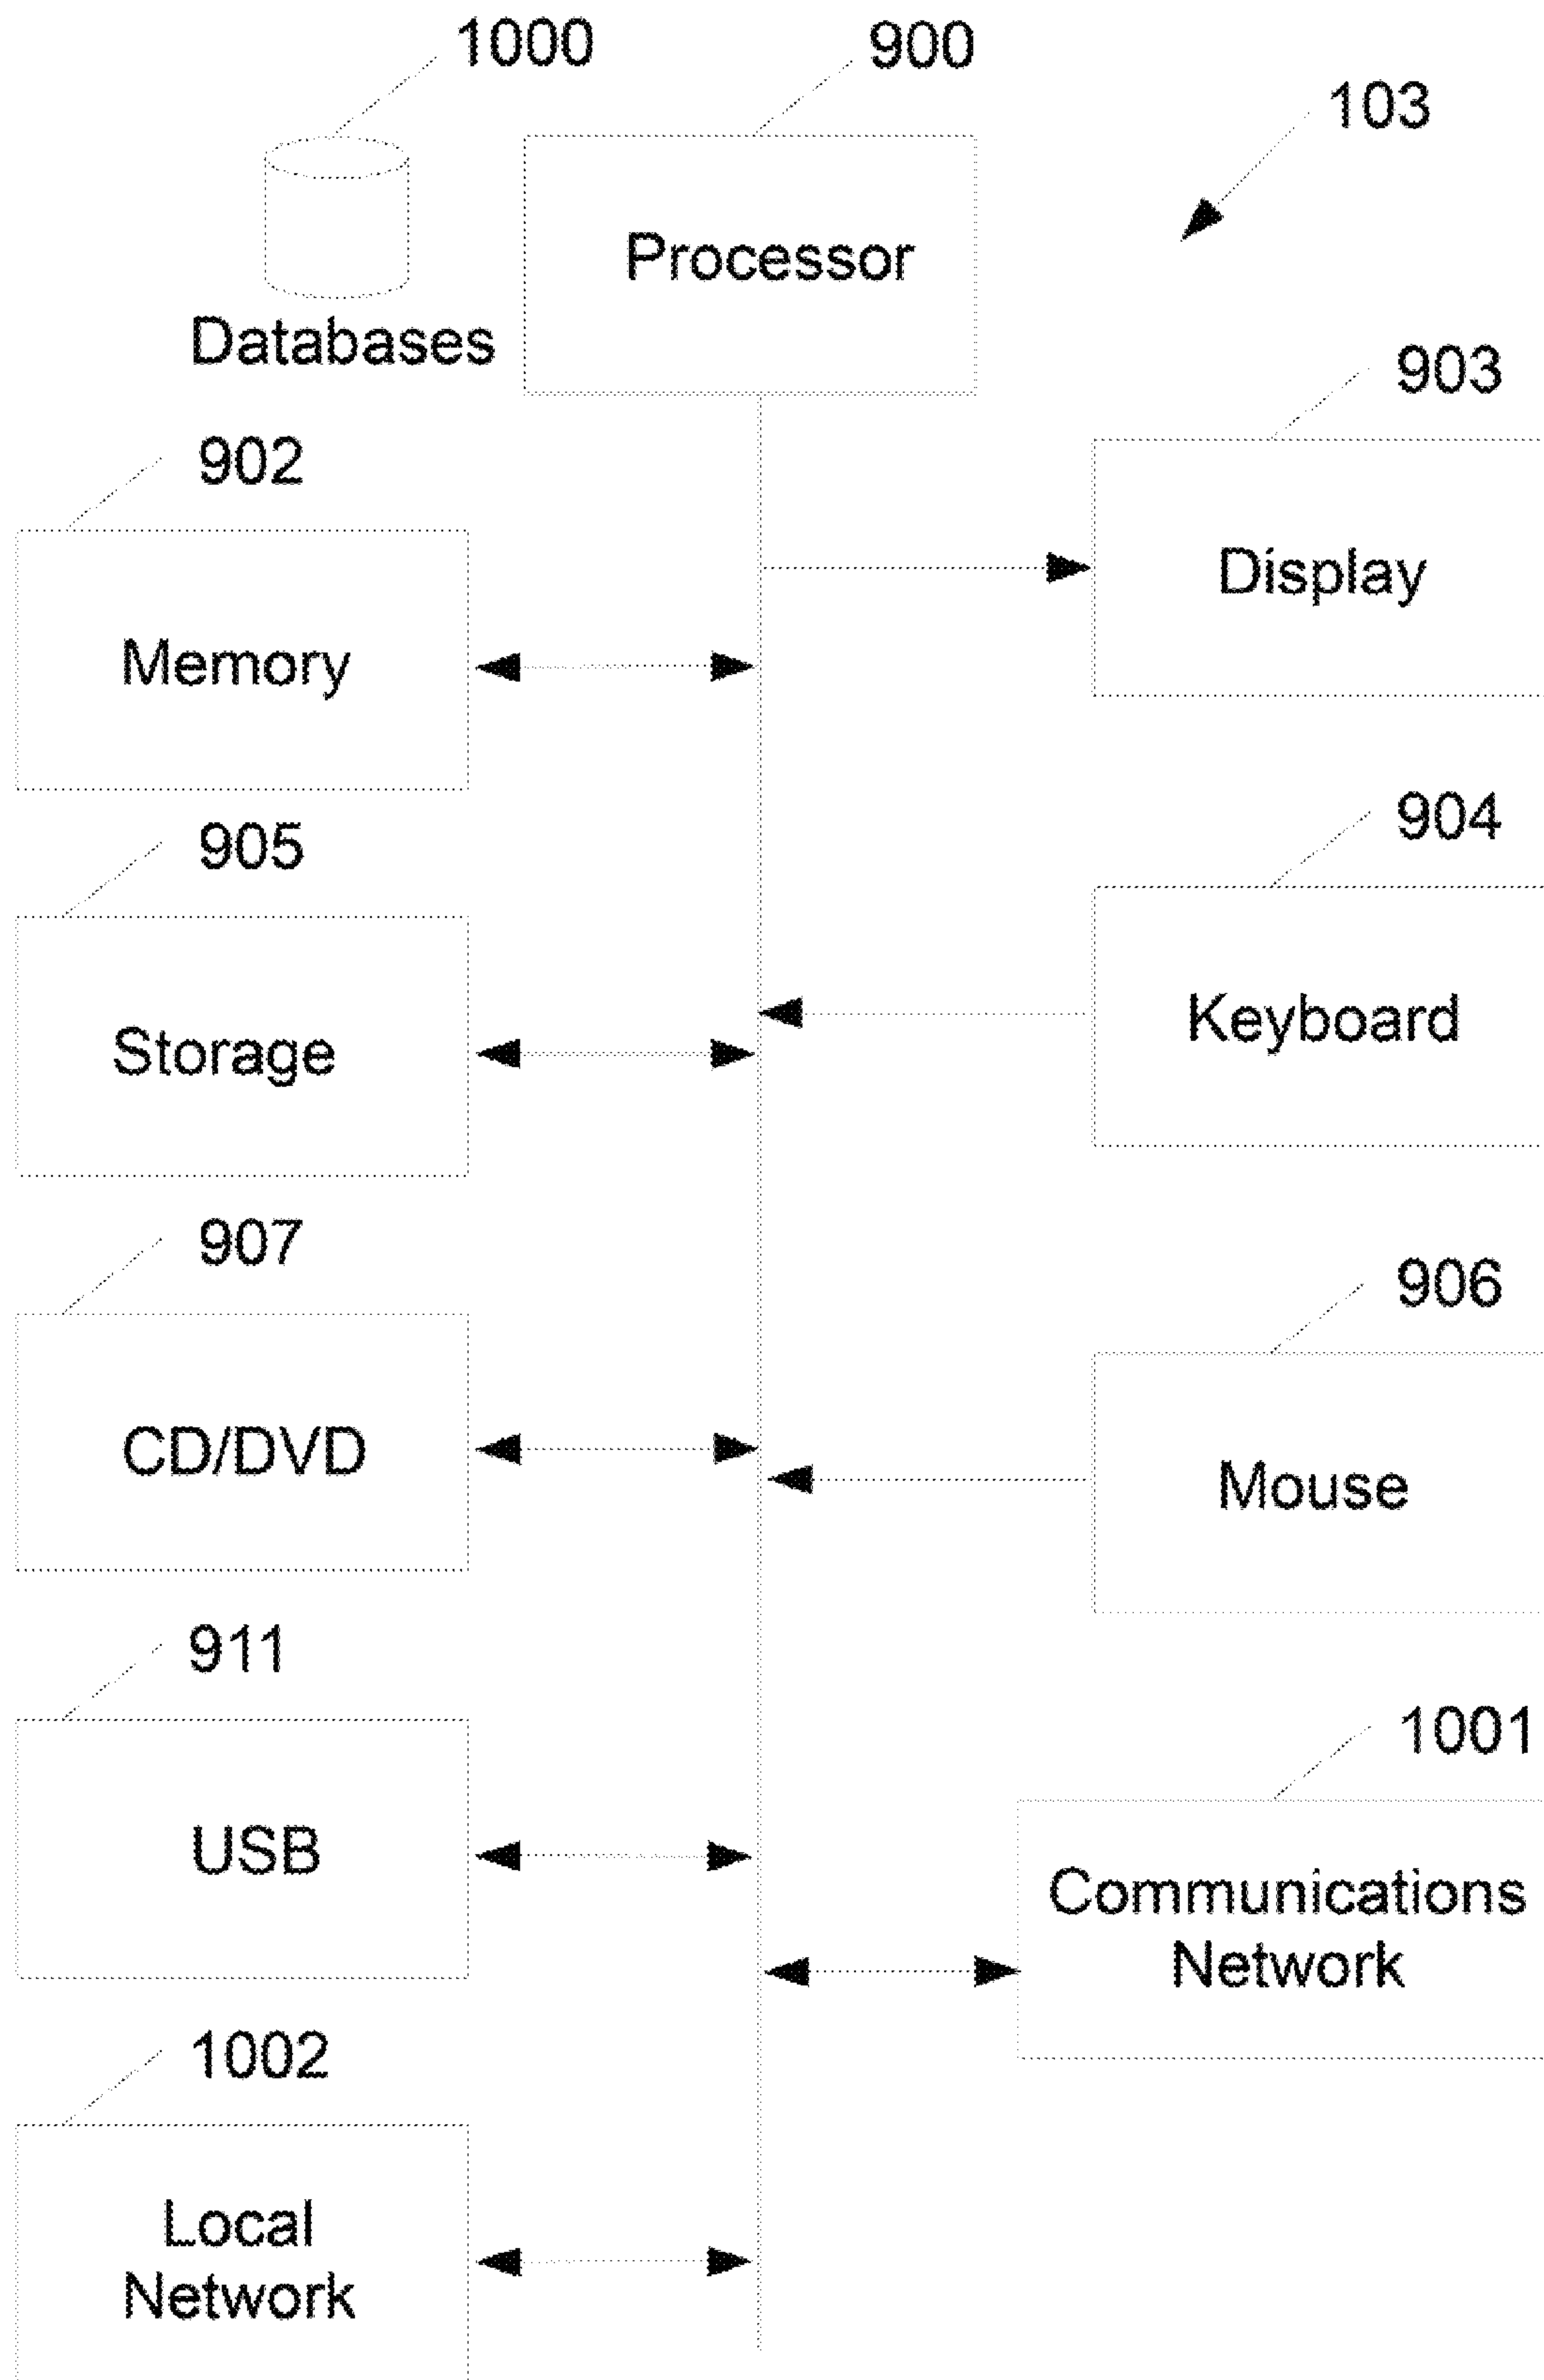 1000
900
103
Processor
Databases
903
902
Display
Memory
904
905
Keyboard
Storage
907
906
CD/DVD
Mouse
911
1001
USB
Communications
Network
1002
Local
Network